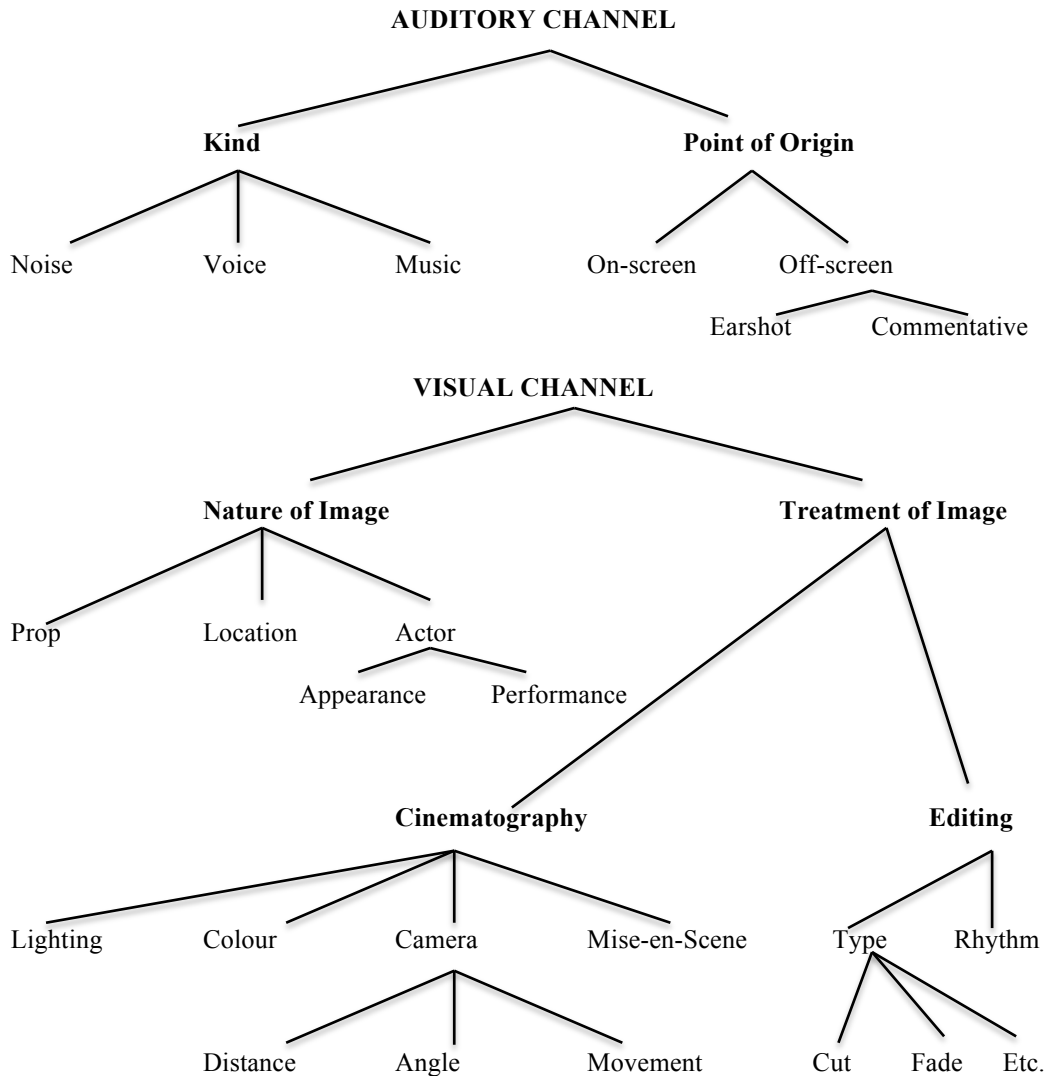 AUDITORY CHANNEL
Kind Point of Origin
Noise Voice Music On-screen Off-screen
Earshot Commentative
VISUAL CHANNEL
Nature of Image Treatment of Image
Prop Location Actor
Appearance Performance
Cinematography Editing
Lighting Colour Camera Mise-en-Scene Type Rhythm
Distance Angle Movement Cut Fade Etc.